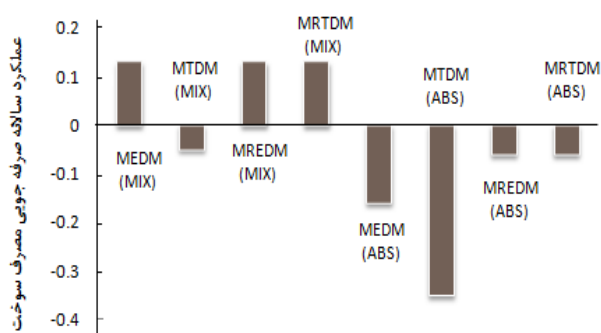 عملکرد سالانه صرفه جویی مصرف سوخت
0.2
0.1
0
-0.1
-0.2
-0.3
-0.4
MEDM
(MIX)
MTDM
(MIX)
MREDM
(MIX)
MRTDM
(MIX)
MEDM
(ABS)
MTDM
(ABS)
MREDM
(ABS)
MRTDM
(ABS)